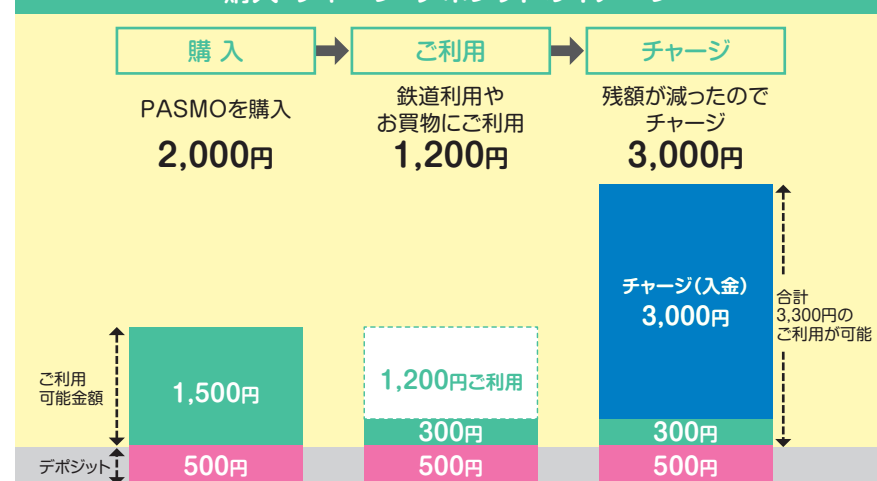 購入
ご利用
チャージ
PASMOを購入
2,000円
鉄道利用や
お買物にご利用
1,200円
残額が減ったので
チャージ
3,000円
チャージ(入金)
3,000円
合計
3,300円の
ご利用が可能
ご利用
可能金額
1,500円
1,200円ご利用
300円
300円
デポジット
500円
500円
500円